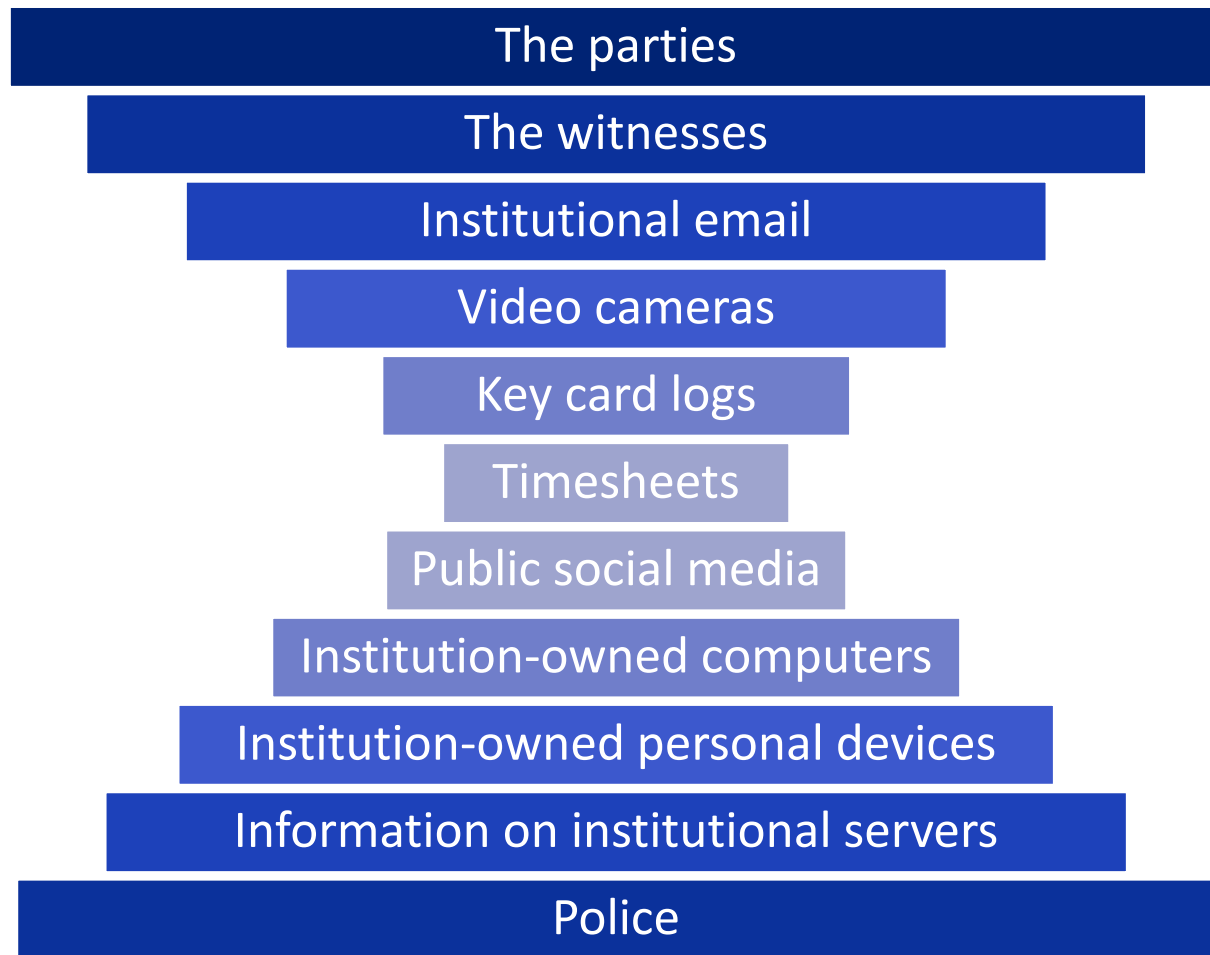 The parties
The witnesses
Institutional email
Video cameras
Key card logs
Timesheets
Public social media
Institution-owned computers
Institution-owned personal devices
Information on institutional servers
Police